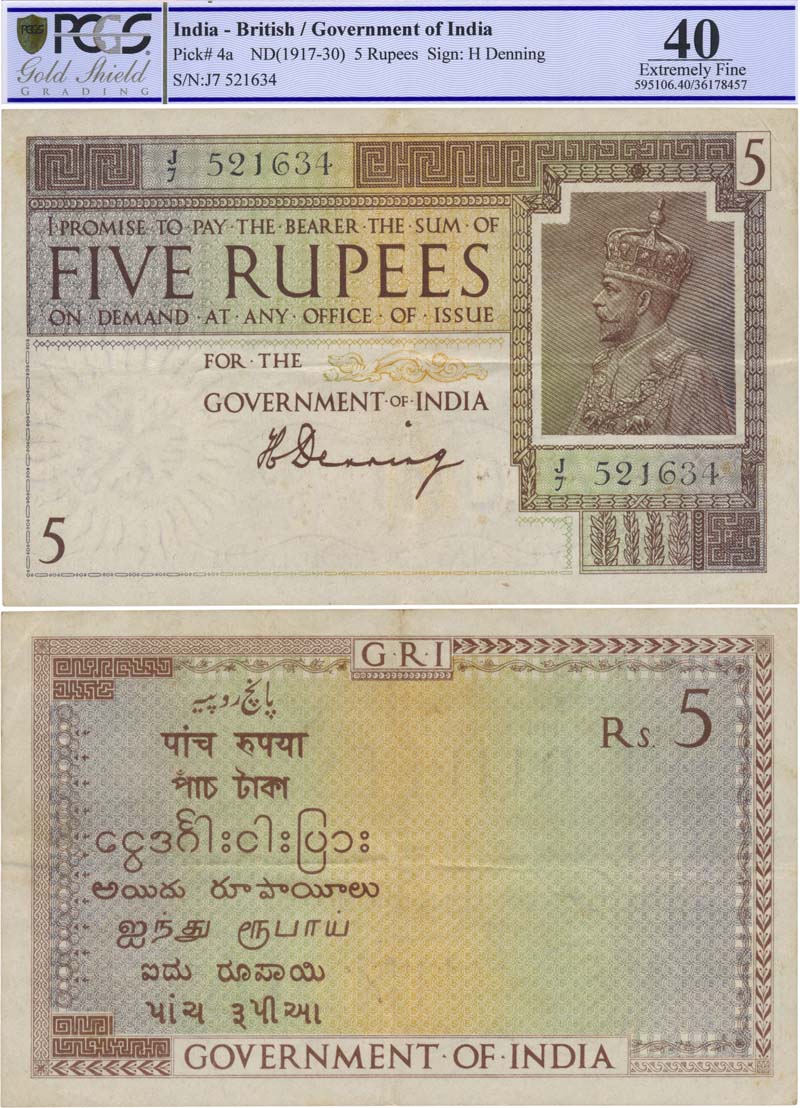 PCGS
Gold Shield
GRADING
India - British / Government of India
Pick# 4a ND(1917-30) 5 Rupees Sign: H Denning
S/N:J7 521634
40
Extremely Fine
595106.40/36178457
J/7 521634
5
I PROMISE TO PAY · THE · BEARER · THE · SUM · OF
FIVE RUPEES
ON · DEMAND · AT · ANY · OFFICE · OF · ISSUE
FOR · THE
GOVERNMENT · OF · INDIA
H Denning
J/7 521634
5
G · R · I
پانچ روپیہ
Rs. 5
पांच रुपया
পাঁচ টাকা
ငွေဒင်္ဂါးငါးပြား
అయిదు రూపాయీలు
ஐந்து ரூபாய்
ಐದು ರೂಪಾಯಿ
પાંચ રૂપીઆ
GOVERNMENT · OF · INDIA